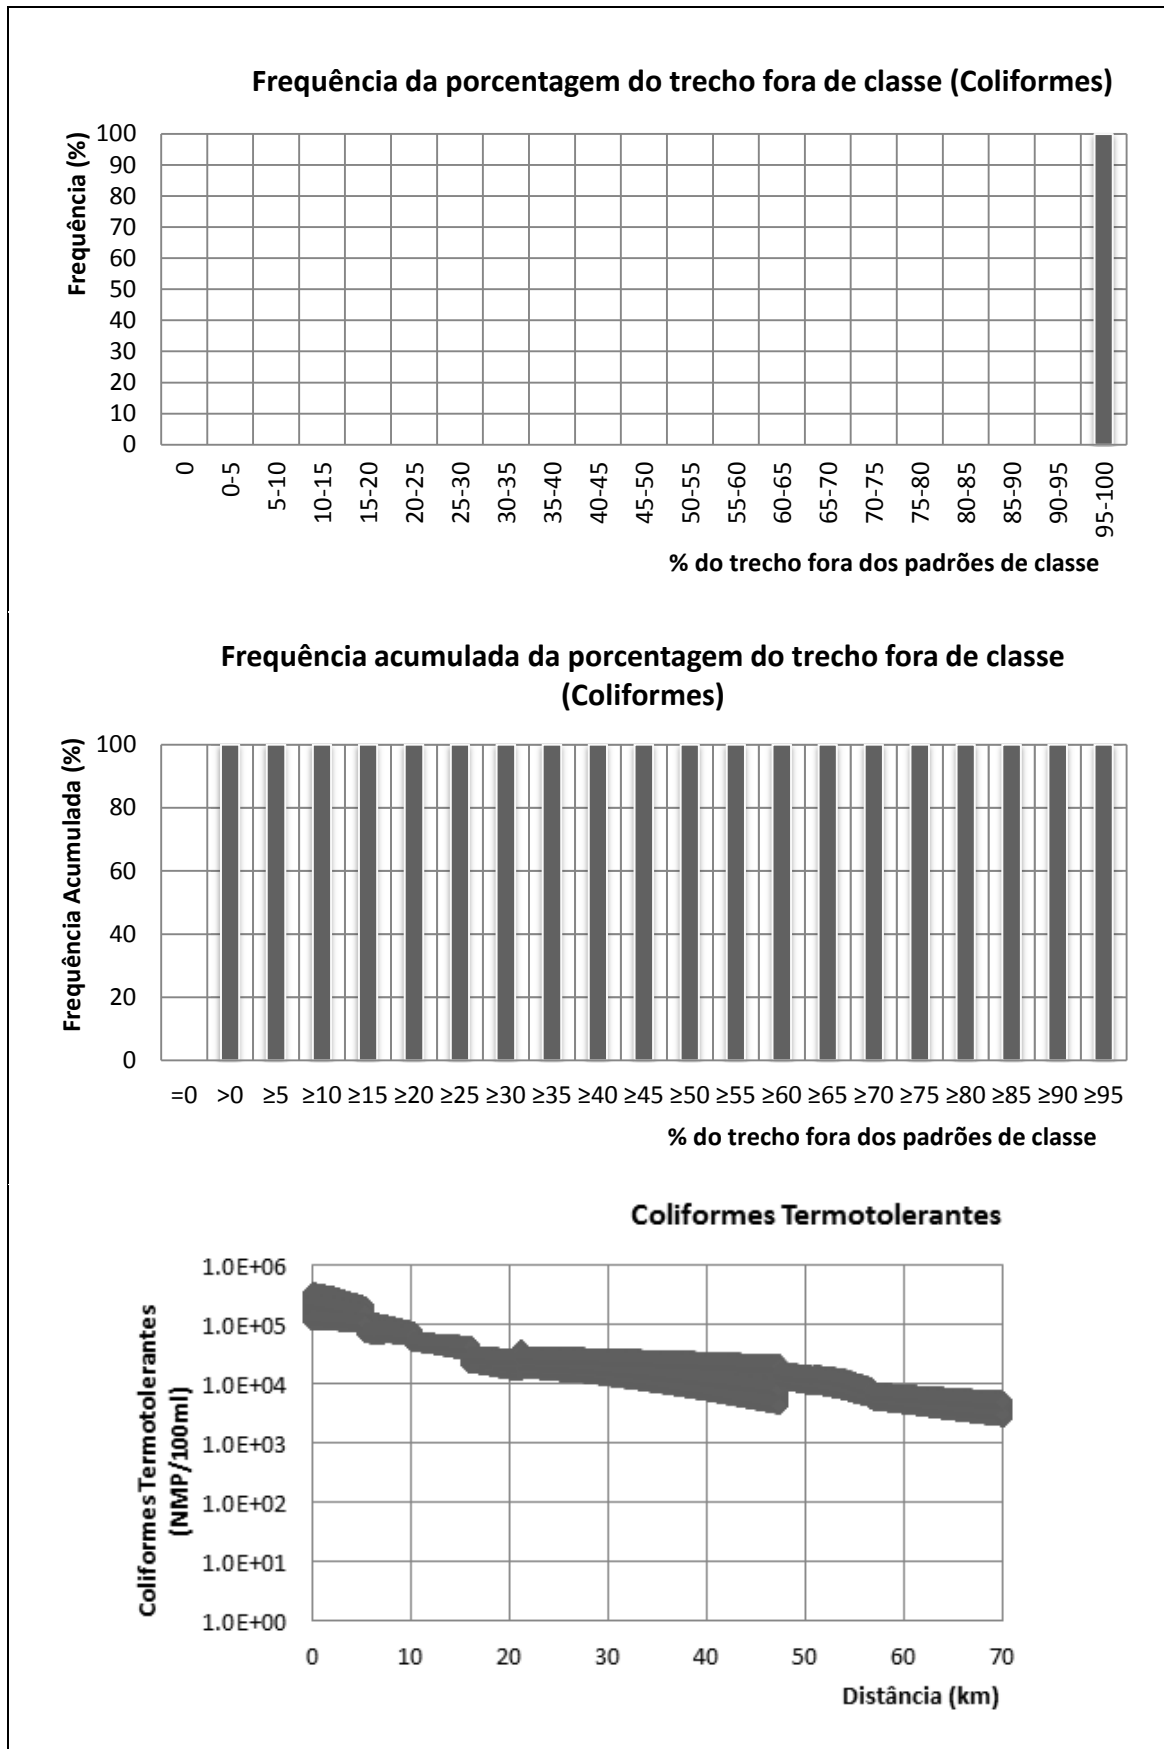 Frequência da porcentagem do trecho fora de classe (Coliformes)
Frequência (%)
100
90
80
70
60
50
40
30
20
10
0
0 0-5 5-10 10-15 15-20 20-25 25-30 30-35 35-40 40-45 45-50 50-55 55-60 60-65 65-70 70-75 75-80 80-85 85-90 90-95 95-100
% do trecho fora dos padrões de classe
Frequência acumulada da porcentagem do trecho fora de classe
(Coliformes)
Frequência Acumulada (%)
100
80
60
40
20
0
=0 >0 ≥5 ≥10 ≥15 ≥20 ≥25 ≥30 ≥35 ≥40 ≥45 ≥50 ≥55 ≥60 ≥65 ≥70 ≥75 ≥80 ≥85 ≥90 ≥95
% do trecho fora dos padrões de classe
Coliformes Termotolerantes
Coliformes Termotolerantes
(NMP/100ml)
1.0E+06
1.0E+05
1.0E+04
1.0E+03
1.0E+02
1.0E+01
1.0E+00
0 10 20 30 40 50 60 70
Distância (km)